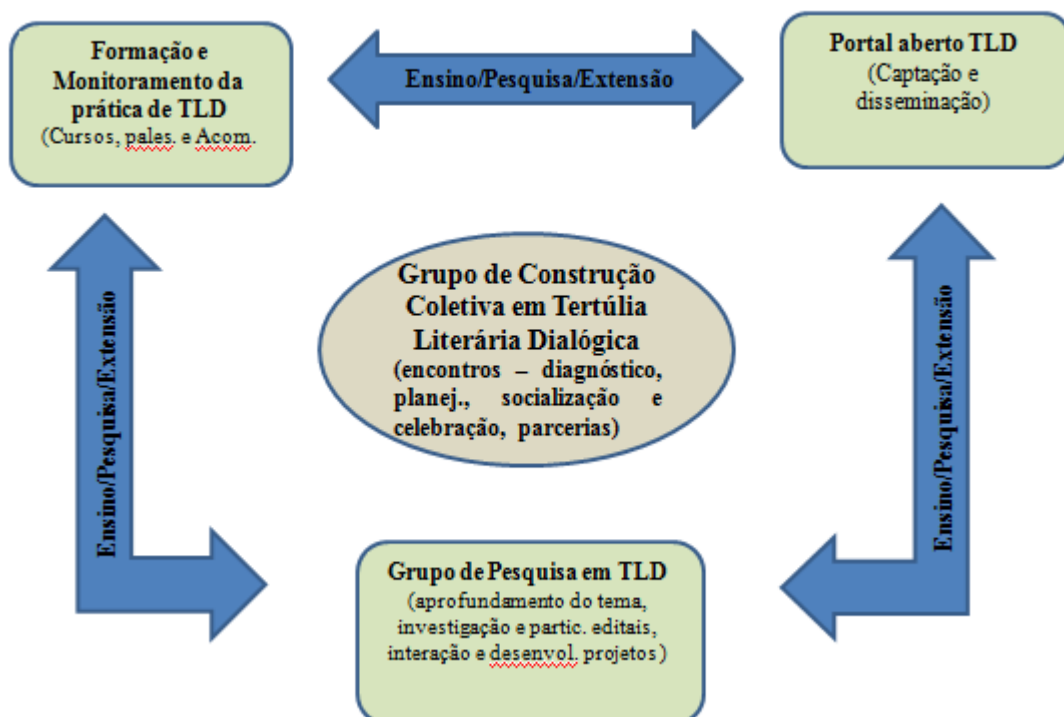 Formação e
Monitoramento da
prática de TLD
(Cursos, pales. e Acom.
Ensino/Pesquisa/Extensão
Portal aberto TLD
(Captação e
disseminação)
Ensino/Pesquisa/Extensão
Grupo de Construção
Coletiva em Tertúlia
Literária Dialógica
(encontros – diagnóstico,
planej., socialização e
celebração, parcerias)
Ensino/Pesquisa/Extensão
Grupo de Pesquisa em TLD
(aprofundamento do tema,
investigação e partic. editais,
interação e desenvol. projetos)